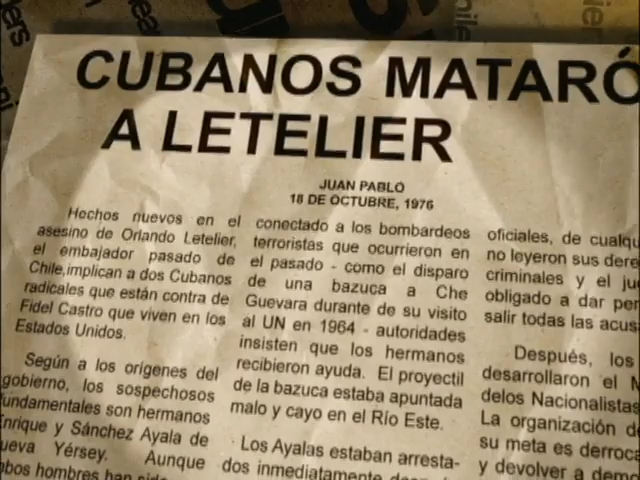 CUBANOS MATARÓ
A LETELIER
JUAN PABLO
18 DE OCTUBRE, 1976
Hechos nuevos en el
asesino de Orlando Letelier,
el embajador pasado de
Chile,implican a dos Cubanos
radicales que están contra de
Fidel Castro que viven en los
Estados Unidos.
Según a los orígenes del
gobierno, los sospechosos
fundamentales son hermanos
Enrique y Sánchez Ayala de
Nueva Yérsey. Aunque
conectado a los bombardeos
terroristas que ocurrieron en
el pasado - como el disparo
de una bazuca a Che
Guevara durante de su visito
al UN en 1964 - autoridades
insisten que los hermanos
recibieron ayuda. El proyectil
de la bazuca estaba apuntada
malo y cayo en el Río Este.
Los Ayalas estaban arresta-
dos inmediatamente
oficiales, de cualqu
no leyeron sus dere
criminales y el ju
obligado a dar per
salir todas las acus
Después, los
desarrollaron el M
delos Nacionalistas
La organización de
su meta es derroca
y devolver a demo